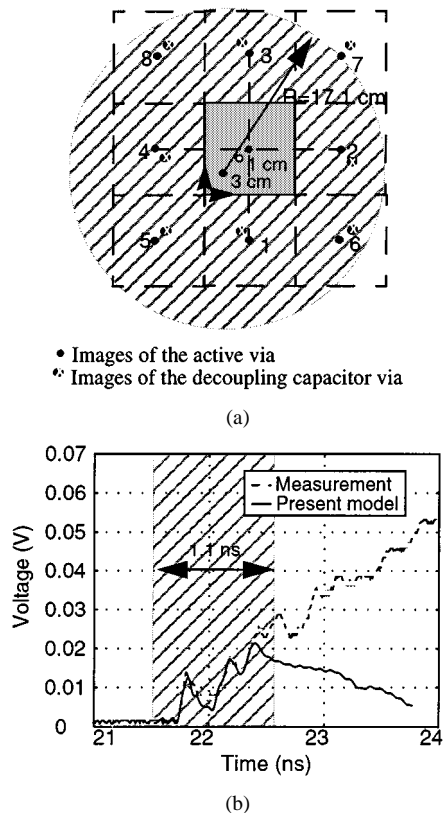 8 3 7
R=17.1 cm
4 6 2
1 cm
3 cm
5 1 6
• Images of the active via
Images of the decoupling capacitor via
(a)
0.07
0.06
0.05
0.04
0.03
0.02
0.01
0
Voltage (V)
Measurement
Present model
1.1 ns
21 22 23 24
Time (ns)
(b)